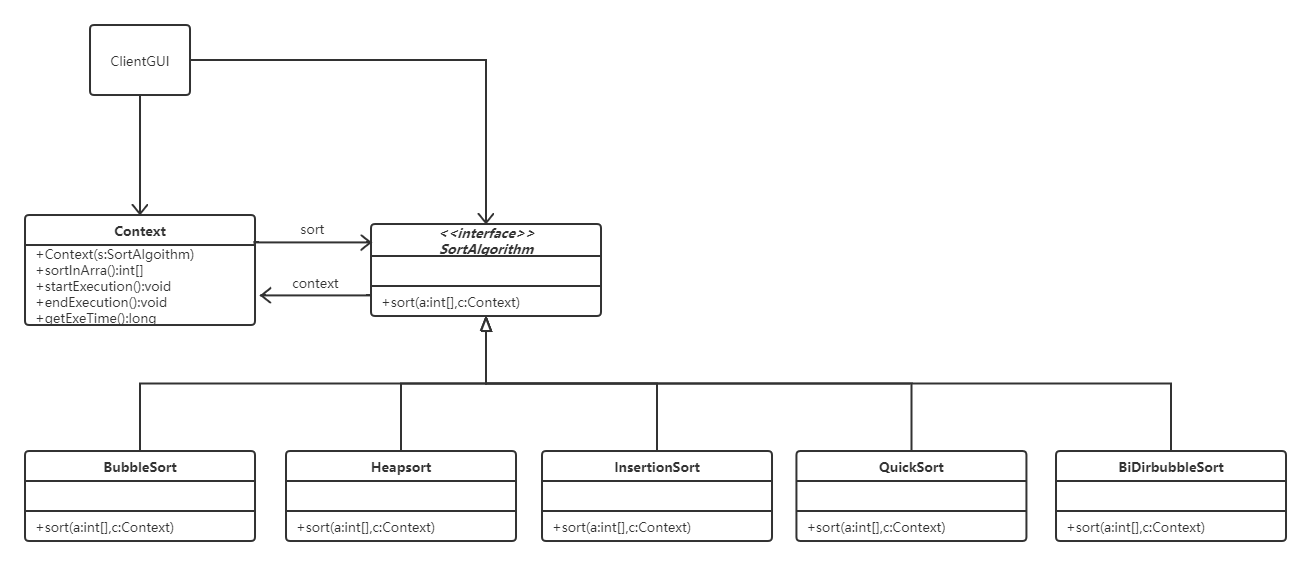 ClientGUI
Context
+Context(s:SortAlgoithm)
+sortInArra():int[]
+startExecution():void
+endExecution():void
+getExeTime():long
sort
context
<<interface>>
SortAlgorithm
+sort(a:int[],c:Context)
BubbleSort
+sort(a:int[],c:Context)
Heapsort
+sort(a:int[],c:Context)
InsertionSort
+sort(a:int[],c:Context)
QuickSort
+sort(a:int[],c:Context)
BiDirbubbleSort
+sort(a:int[],c:Context)